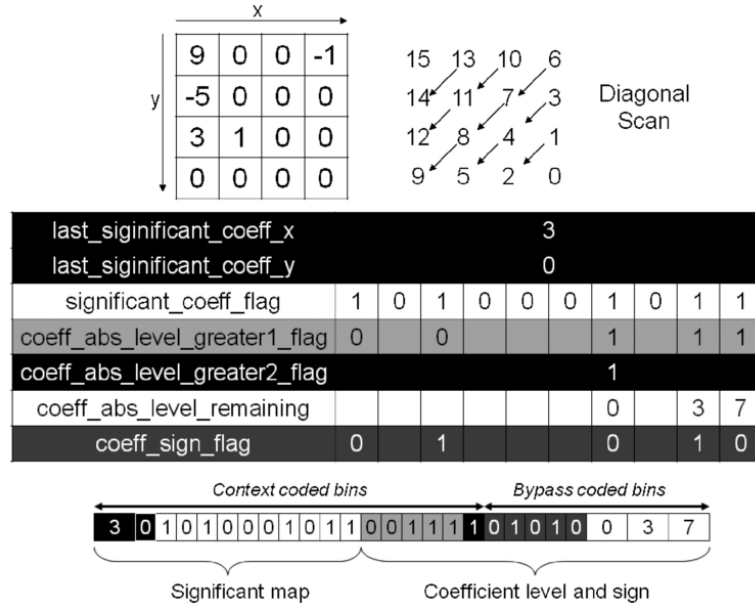 x
y
9 0 0 -1
-5 0 0 0
3 1 0 0
0 0 0 0
15 13 10 6
14 11 7 3
12 8 4 1
9 5 2 0
Diagonal
Scan
last_siginificant_coeff_x 3
last_siginificant_coeff_y 0
significant_coeff_flag 1 0 1 0 0 0 1 0 1 1
coeff_abs_level_greater1_flag 0 0 1 1 1
coeff_abs_level_greater2_flag 1
coeff_abs_level_remaining 0 3 7
coeff_sign_flag 0 1 0 1 0
Context coded bins Bypass coded bins
3 0 1 0 1 0 0 0 1 0 1 1 0 0 1 1 1 1 0 1 0 1 0 0 3 7
Significant map Coefficient level and sign